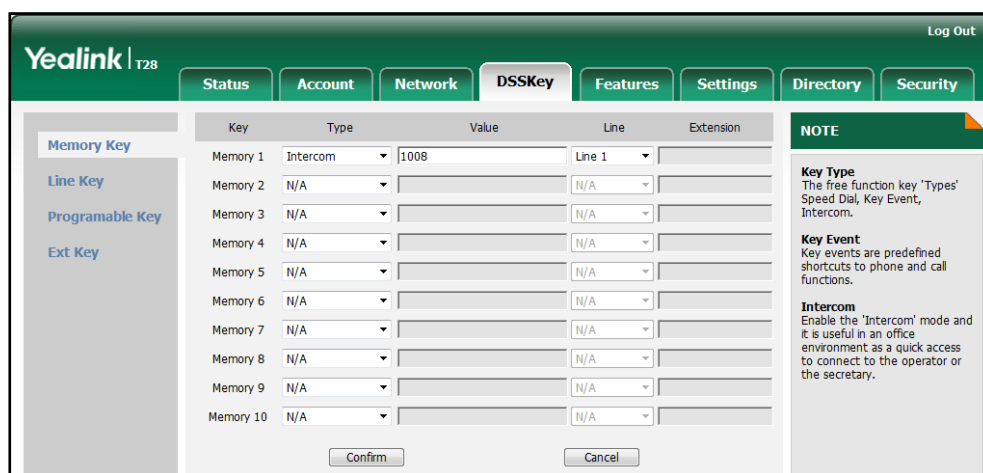 Log Out
Yealink T28
Status Account Network DSSKey Features Settings Directory Security
Memory Key
Line Key
Programable Key
Ext Key
Key Type Value Line Extension
Memory 1 Intercom 1008 Line 1
Memory 2 N/A N/A
Memory 3 N/A N/A
Memory 4 N/A N/A
Memory 5 N/A N/A
Memory 6 N/A N/A
Memory 7 N/A N/A
Memory 8 N/A N/A
Memory 9 N/A N/A
Memory 10 N/A N/A
Confirm Cancel
NOTE
Key Type
The free function key 'Types'
Speed Dial, Key Event,
Intercom.
Key Event
Key events are predefined
shortcuts to phone and call
functions.
Intercom
Enable the 'Intercom' mode and
it is useful in an office
environment as a quick access
to connect to the operator or
the secretary.